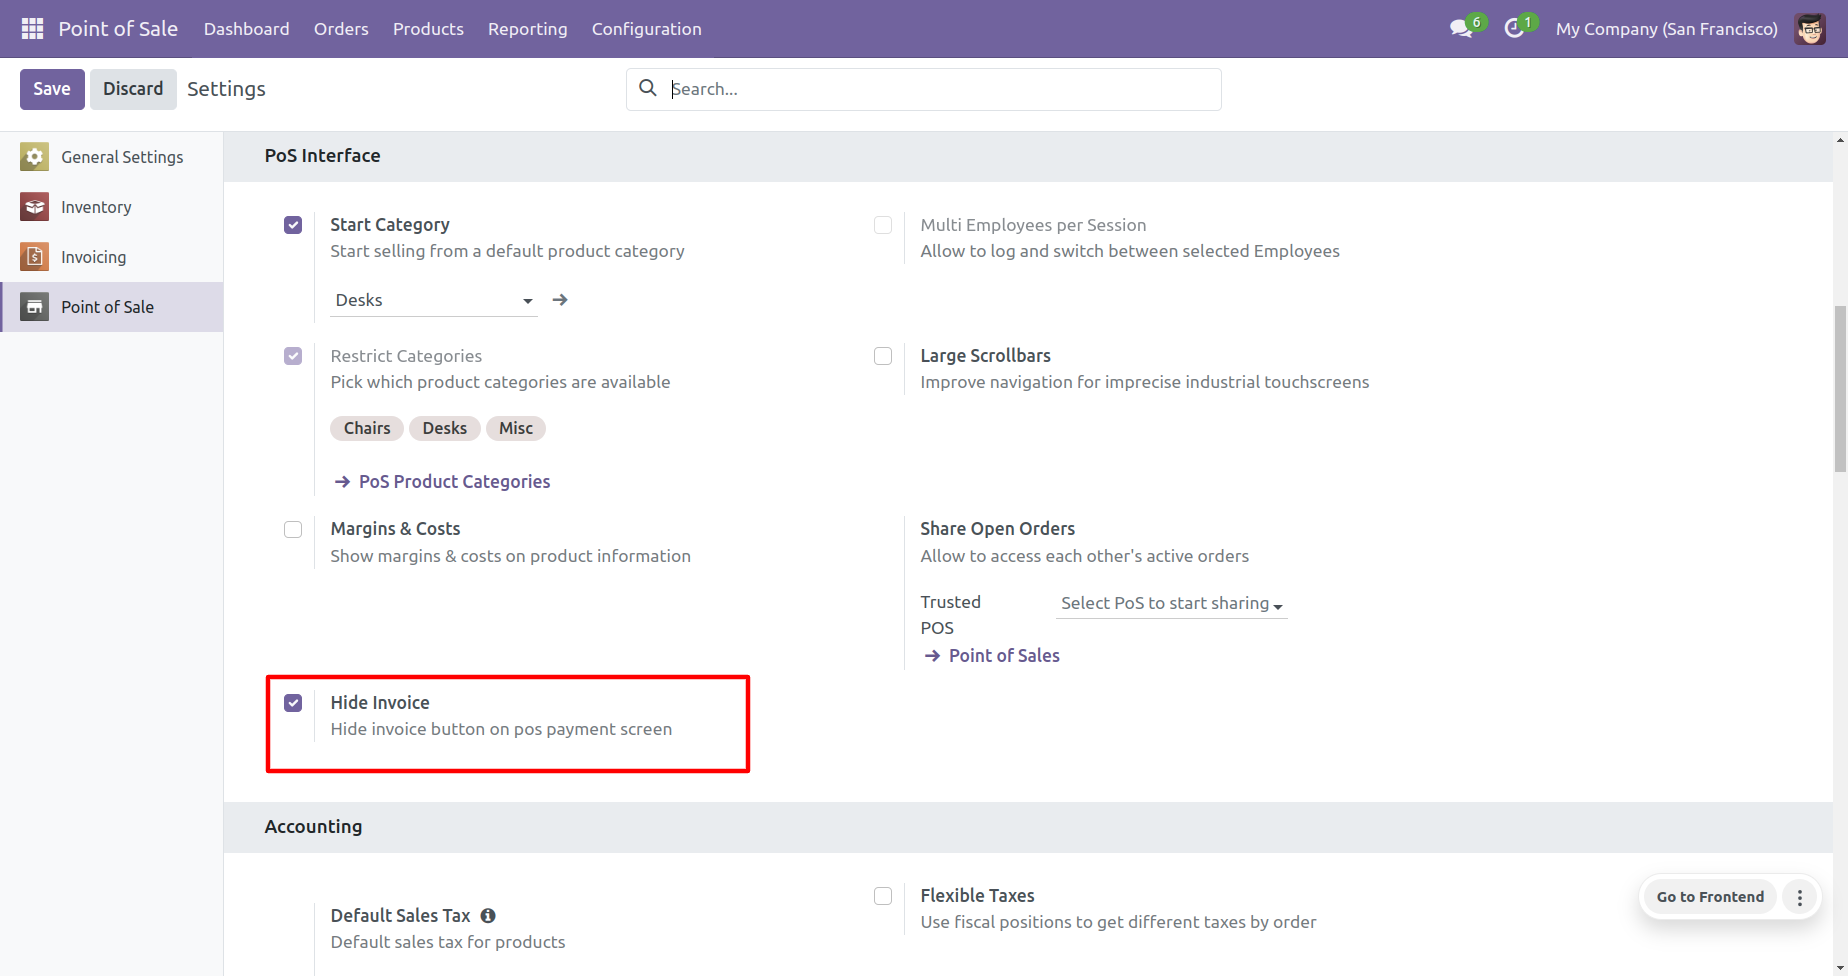 Point of Sale Dashboard Orders Products Reporting Configuration 6 1 My Company (San Francisco)
Save Discard Settings Search...
General Settings
Inventory
Invoicing
Point of Sale
PoS Interface
Start Category
Start selling from a default product category
Desks
Multi Employees per Session
Allow to log and switch between selected Employees
Restrict Categories
Pick which product categories are available
Chairs Desks Misc
PoS Product Categories
Large Scrollbars
Improve navigation for imprecise industrial touchscreens
Margins & Costs
Show margins & costs on product information
Share Open Orders
Allow to access each other's active orders
Trusted
POS
Select PoS to start sharing
Point of Sales
Hide Invoice
Hide invoice button on pos payment screen
Accounting
Default Sales Tax
Default sales tax for products
Flexible Taxes
Use fiscal positions to get different taxes by order
Go to Frontend